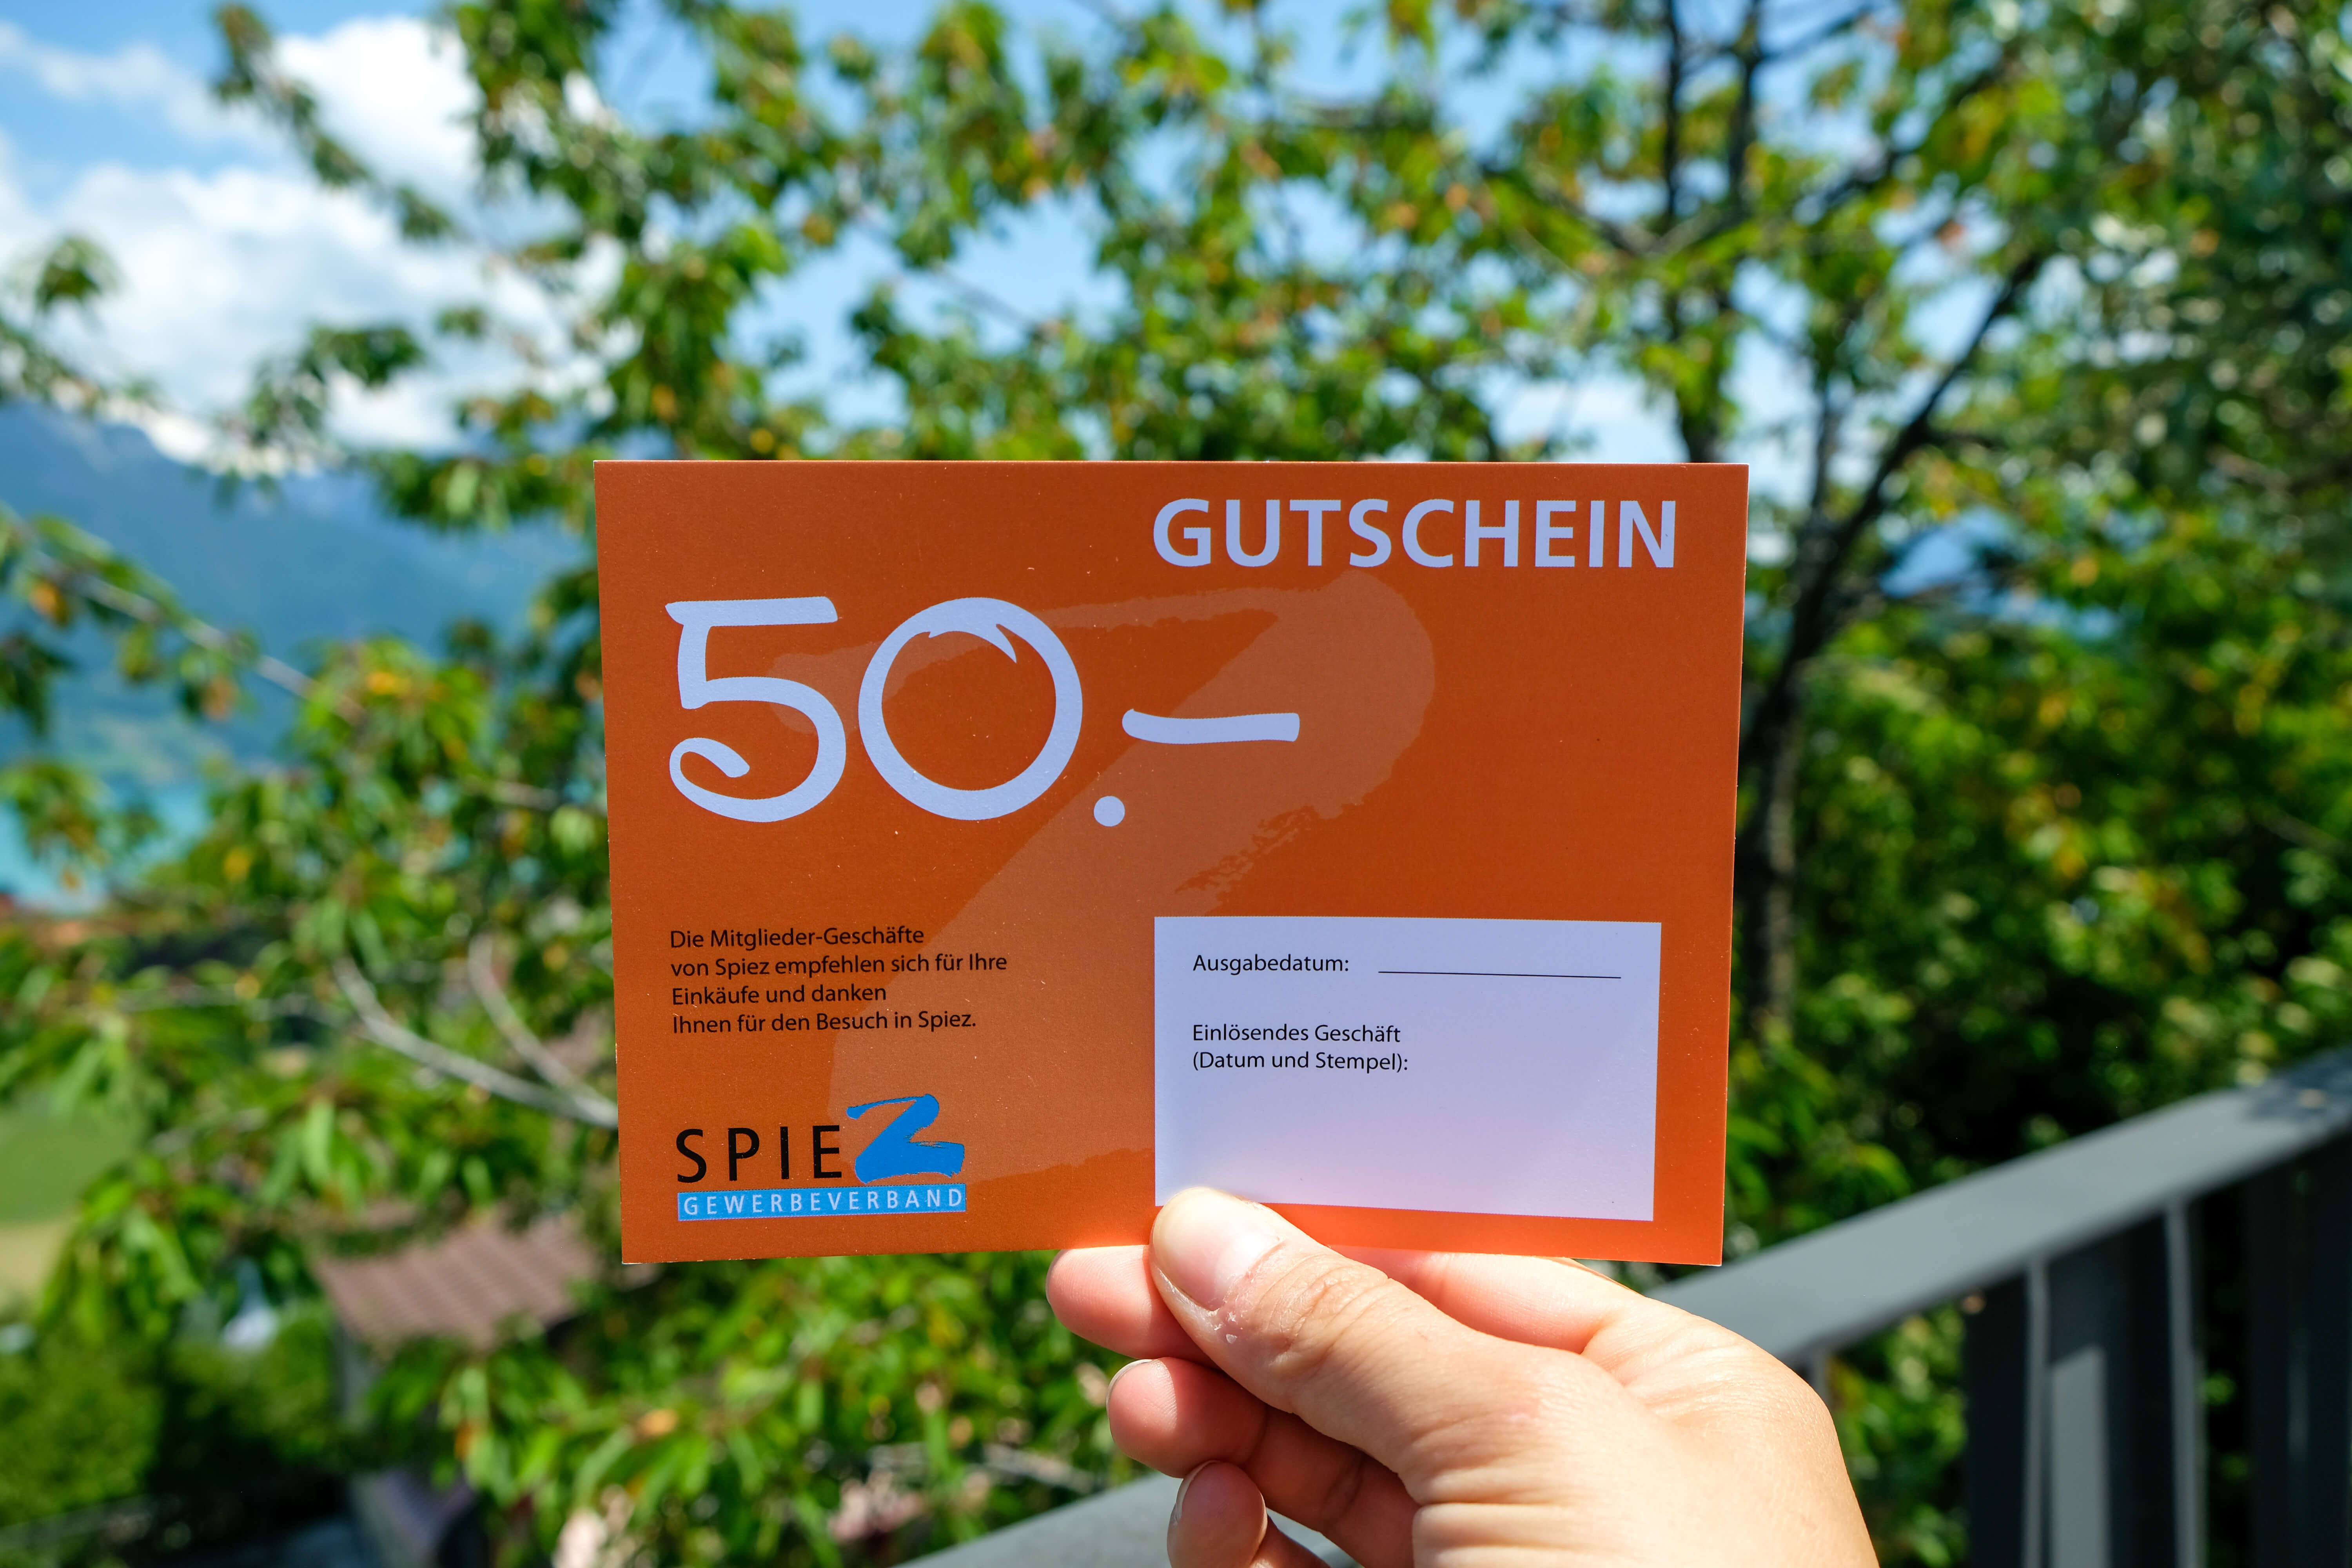 GUTSCHEIN
50.–
Die Mitglieder-Geschäfte
von Spiez empfehlen sich für Ihre
Einkäufe und danken
Ihnen für den Besuch in Spiez.
Ausgabedatum:
Einlösendes Geschäft
(Datum und Stempel):
SPIEZ
GEWERBEVERBAND